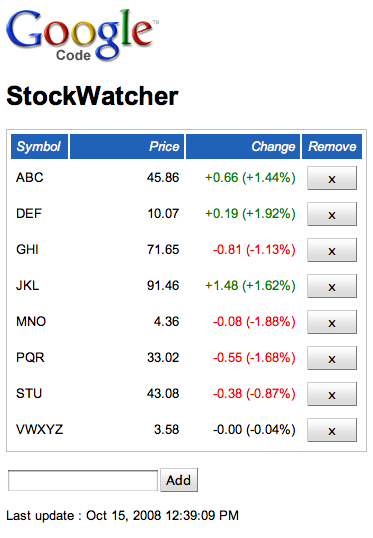 Google™
Code
StockWatcher
Symbol Price Change Remove
ABC 45.86 +0.66 (+1.44%) x
DEF 10.07 +0.19 (+1.92%) x
GHI 71.65 -0.81 (-1.13%) x
JKL 91.46 +1.48 (+1.62%) x
MNO 4.36 -0.08 (-1.88%) x
PQR 33.02 -0.55 (-1.68%) x
STU 43.08 -0.38 (-0.87%) x
VWXYZ 3.58 -0.00 (-0.04%) x
Add
Last update : Oct 15, 2008 12:39:09 PM